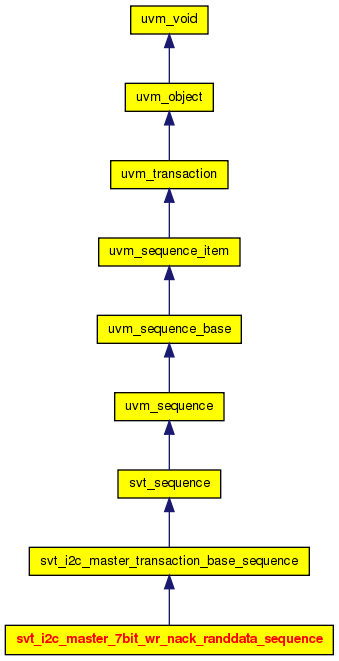 uvm_void
uvm_object
uvm_transaction
uvm_sequence_item
uvm_sequence_base
uvm_sequence
svt_sequence
svt_i2c_master_transaction_base_sequence
svt_i2c_master_7bit_wr_nack_randdata_sequence